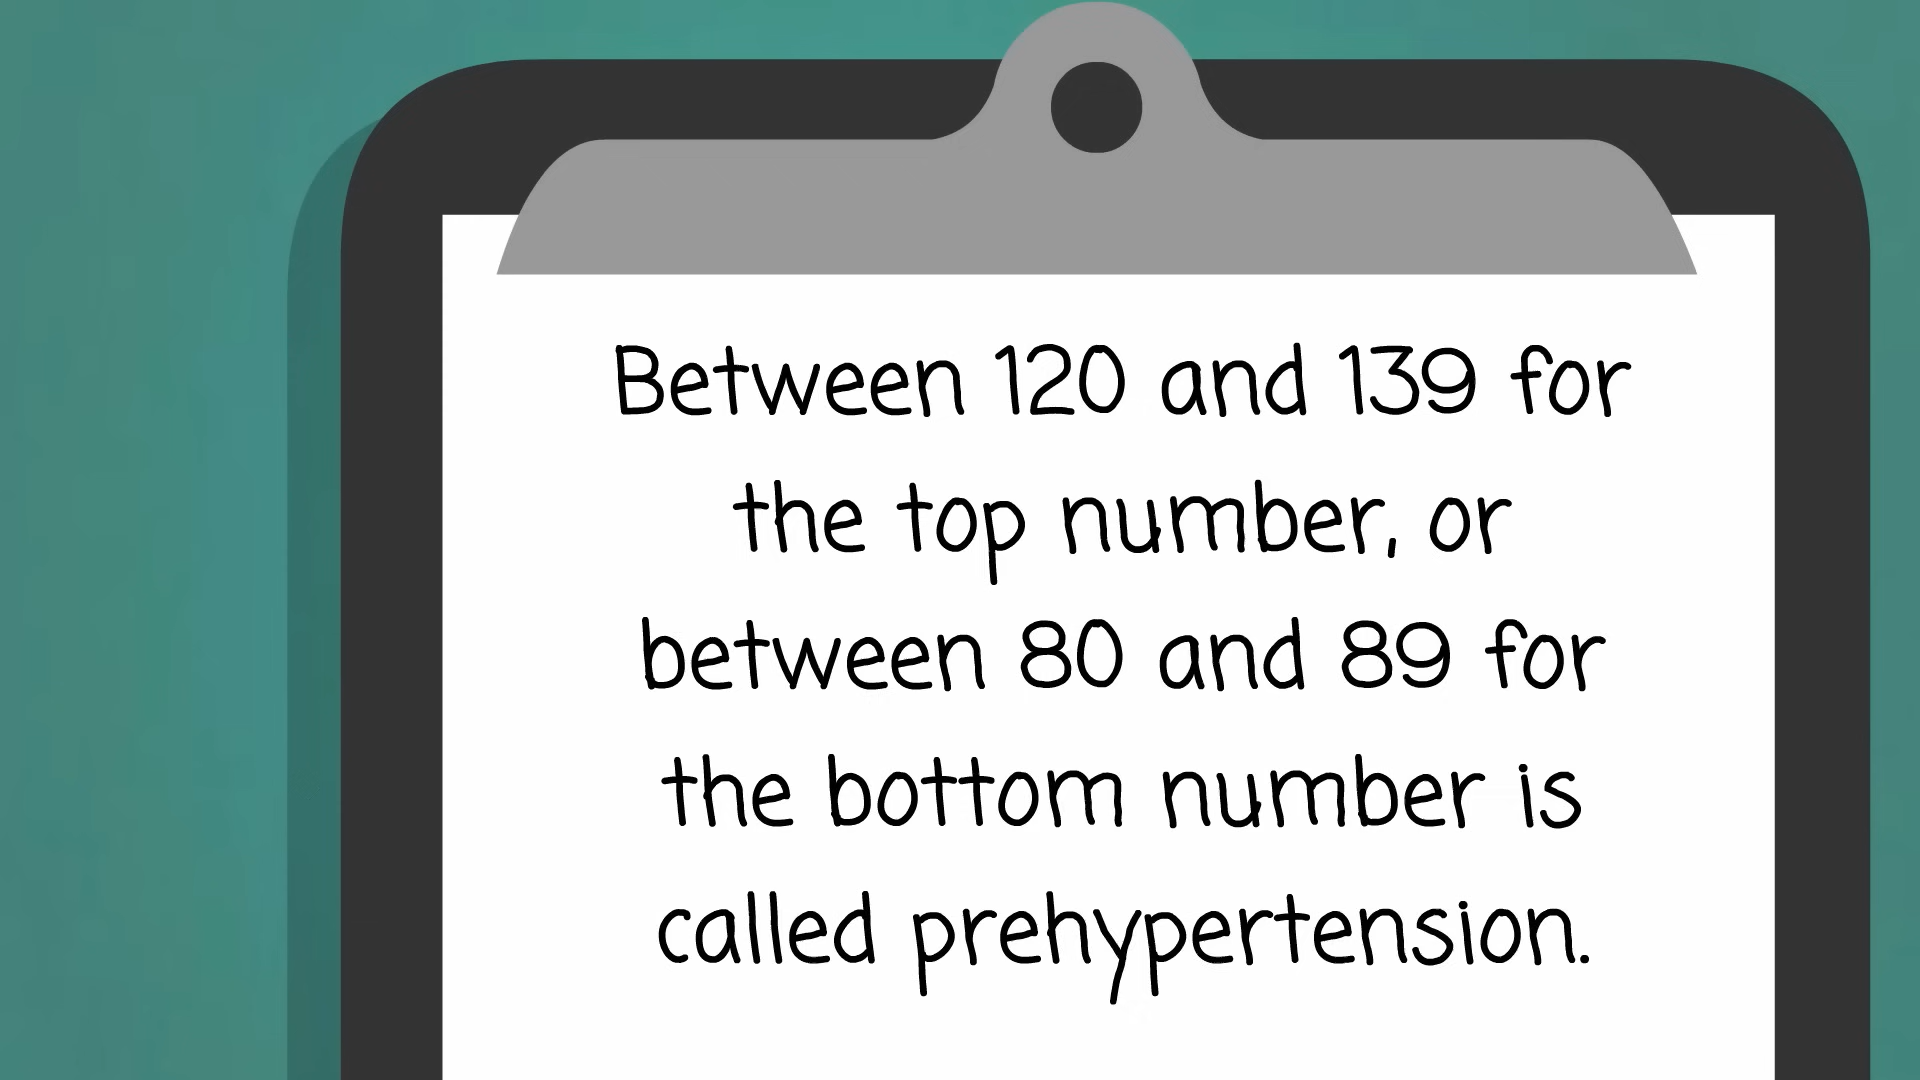 Between 120 and 139 for
the top number, or
between 80 and 89 for
the bottom number is
called prehypertension.